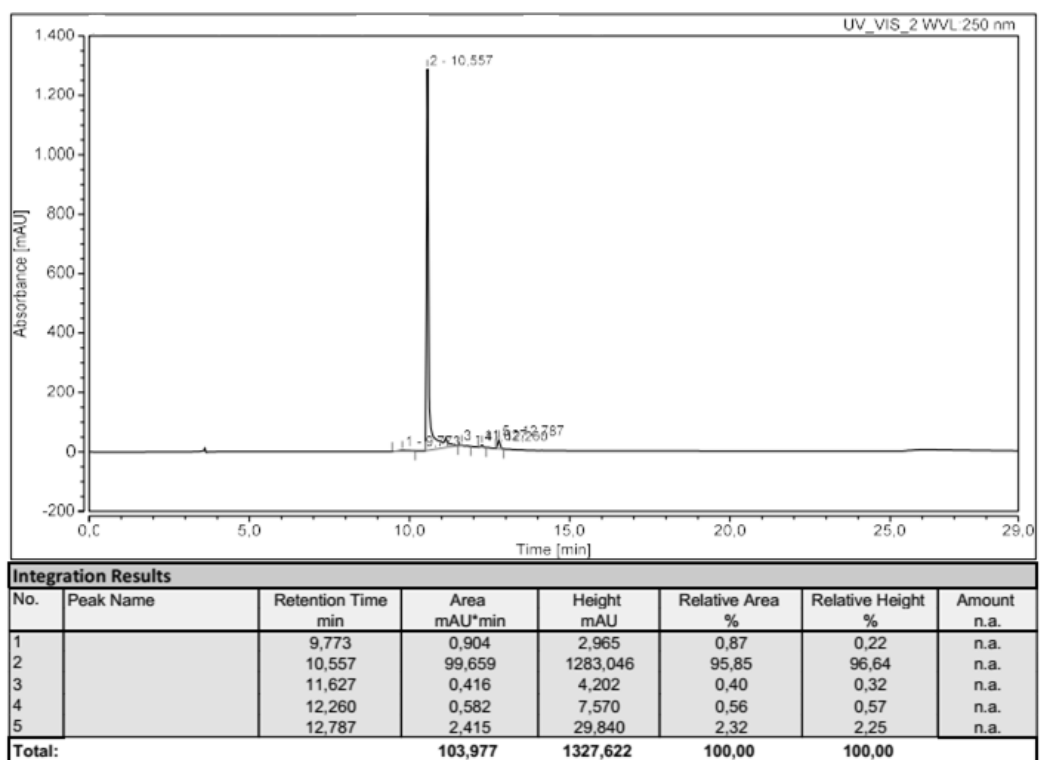 UV_VIS_2 WVL:250 nm
1.400
1.200
1.000
800
600
400
200
0
-200
Absorbance [mAU]
2 - 10,557
5 - 12,787
0,0 5,0 10,0 15,0 20,0 25,0 29,0
Time [min]
Integration Results
No. Peak Name Retention Time Area Height Relative Area Relative Height Amount
min mAU*min mAU % % n.a.
1 9,773 0,904 2,965 0,87 0,22 n.a.
2 10,557 99,659 1283,046 95,85 96,64 n.a.
3 11,627 0,416 4,202 0,40 0,32 n.a.
4 12,260 0,582 7,570 0,56 0,57 n.a.
5 12,787 2,415 29,840 2,32 2,25 n.a.
Total: 103,977 1327,622 100,00 100,00